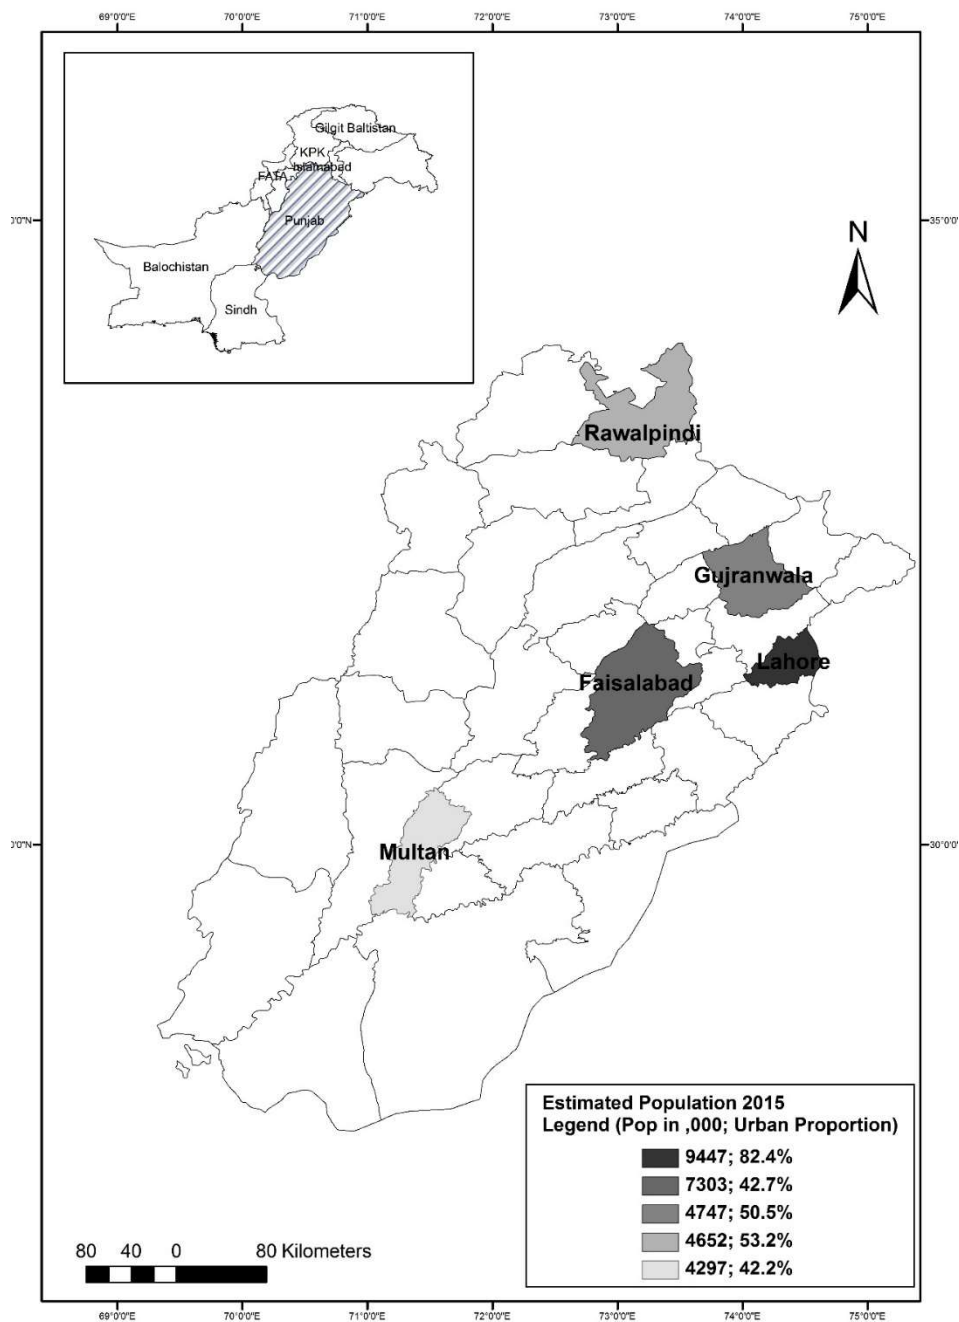 69°0'0"E 70°0'0"E 71°0'0"E 72°0'0"E 73°0'0"E 74°0'0"E 75°0'0"E
Gilgit Baltistan
KPK
Islamabad
FATA
Punjab
Balochistan
Sindh
0'0"N
35°0'0
N
Rawalpindi
Gujranwala
Lahore
Faisalabad
Multan
0'0"N
30°0'0
Estimated Population 2015
Legend (Pop in ,000; Urban Proportion)
9447; 82.4%
7303; 42.7%
4747; 50.5%
4652; 53.2%
4297; 42.2%
80 40 0 80 Kilometers
69°0'0"E 70°0'0"E 71°0'0"E 72°0'0"E 73°0'0"E 74°0'0"E 75°0'0"E